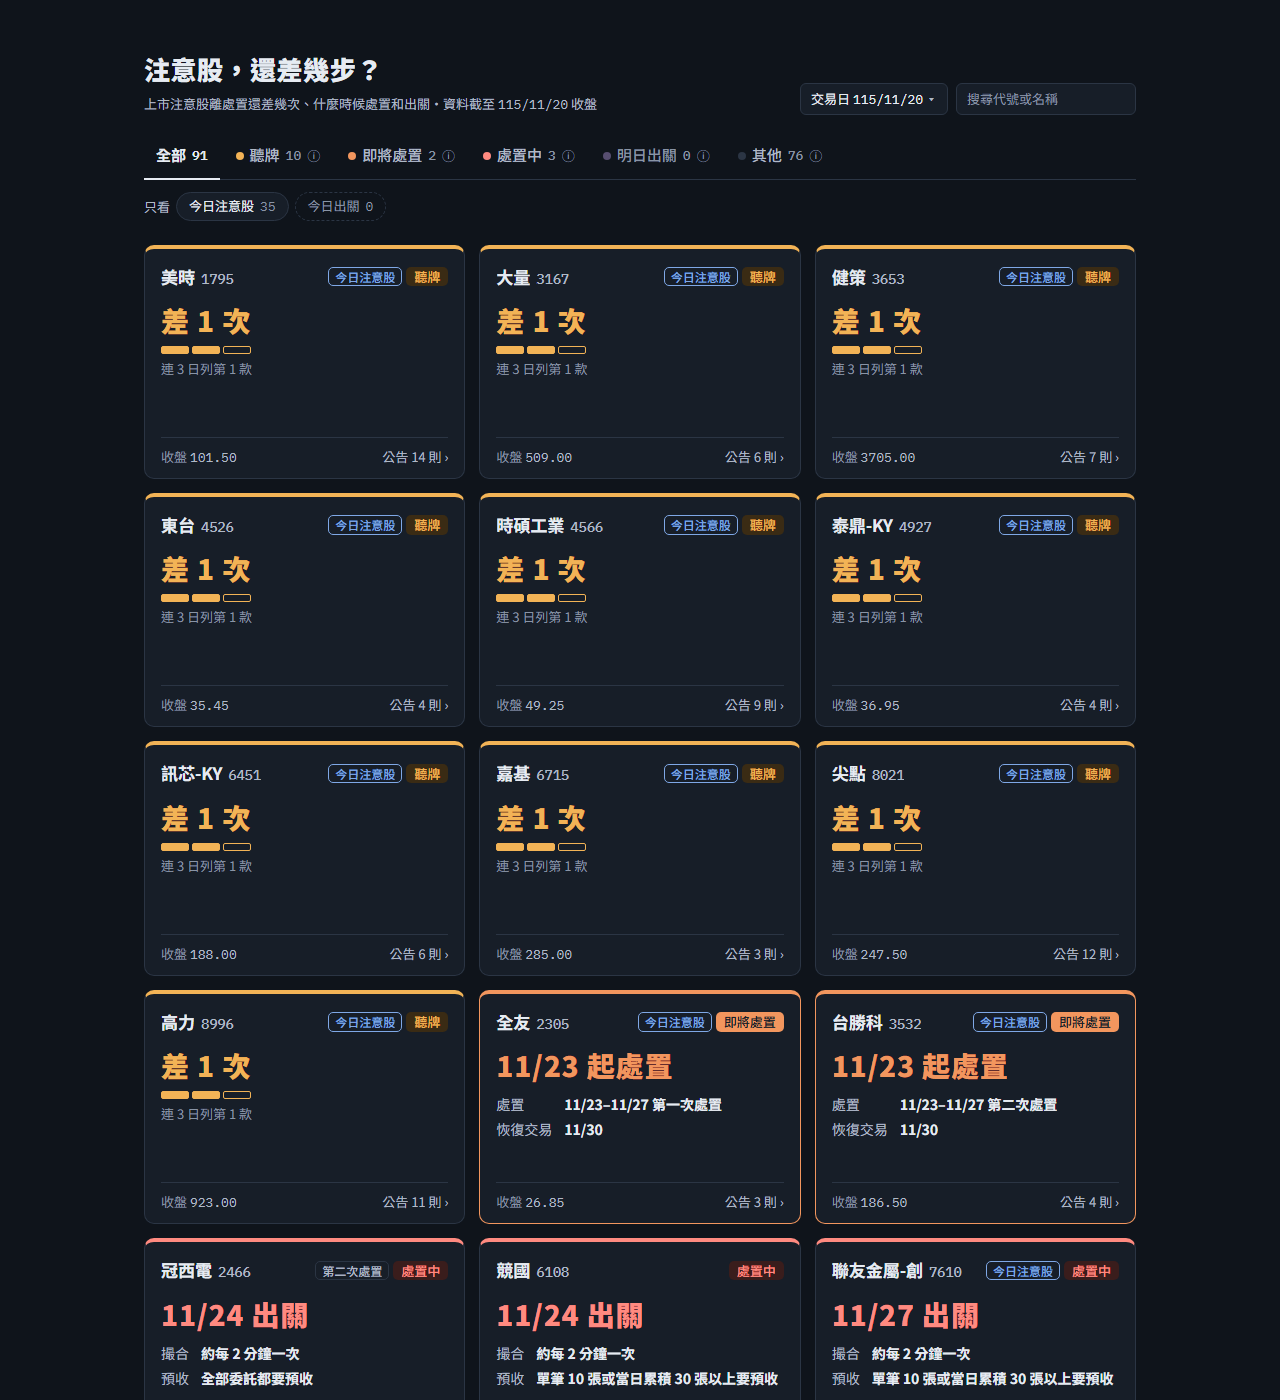 注意股，還差幾步？
上市注意股離處置還差幾次、什麼時候處置和出關・資料截至 115/11/20 收盤
交易日 115/11/20
搜尋代號或名稱
全部 91 聽牌 10 ⓘ 即將處置 2 ⓘ 處置中 3 ⓘ 明日出關 0 ⓘ 其他 76 ⓘ
只看 今日注意股 35 今日出關 0
美時 1795 今日注意股 聽牌
差 1 次
連 3 日列第 1 款
收盤 101.50 公告 14 則 ›
大量 3167 今日注意股 聽牌
差 1 次
連 3 日列第 1 款
收盤 509.00 公告 6 則 ›
健策 3653 今日注意股 聽牌
差 1 次
連 3 日列第 1 款
收盤 3705.00 公告 7 則 ›
東台 4526 今日注意股 聽牌
差 1 次
連 3 日列第 1 款
收盤 35.45 公告 4 則 ›
時碩工業 4566 今日注意股 聽牌
差 1 次
連 3 日列第 1 款
收盤 49.25 公告 9 則 ›
泰鼎-KY 4927 今日注意股 聽牌
差 1 次
連 3 日列第 1 款
收盤 36.95 公告 4 則 ›
訊芯-KY 6451 今日注意股 聽牌
差 1 次
連 3 日列第 1 款
收盤 188.00 公告 6 則 ›
嘉基 6715 今日注意股 聽牌
差 1 次
連 3 日列第 1 款
收盤 285.00 公告 3 則 ›
尖點 8021 今日注意股 聽牌
差 1 次
連 3 日列第 1 款
收盤 247.50 公告 12 則 ›
高力 8996 今日注意股 聽牌
差 1 次
連 3 日列第 1 款
收盤 923.00 公告 11 則 ›
全友 2305 今日注意股 即將處置
11/23 起處置
處置 11/23–11/27 第一次處置
恢復交易 11/30
收盤 26.85 公告 3 則 ›
台勝科 3532 今日注意股 即將處置
11/23 起處置
處置 11/23–11/27 第二次處置
恢復交易 11/30
收盤 186.50 公告 4 則 ›
冠西電 2466 第二次處置 處置中
11/24 出關
撮合 約每 2 分鐘一次
預收 全部委託都要預收
競國 6108 處置中
11/24 出關
撮合 約每 2 分鐘一次
預收 單筆 10 張或當日累積 30 張以上要預收
聯友金屬-創 7610 今日注意股 處置中
11/27 出關
撮合 約每 2 分鐘一次
預收 單筆 10 張或當日累積 30 張以上要預收